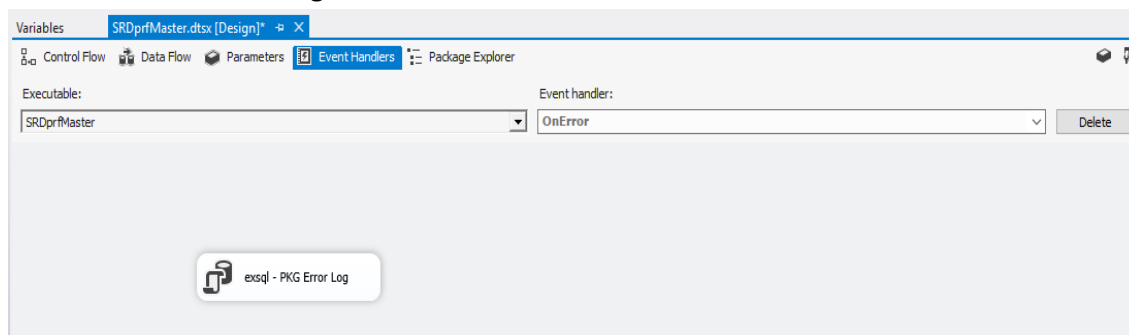 Variables SRDprfMaster.dtsx [Design]*
Control Flow Data Flow Parameters Event Handlers Package Explorer
Executable: Event handler:
SRDprfMaster OnError Delete
exsql - PKG Error Log